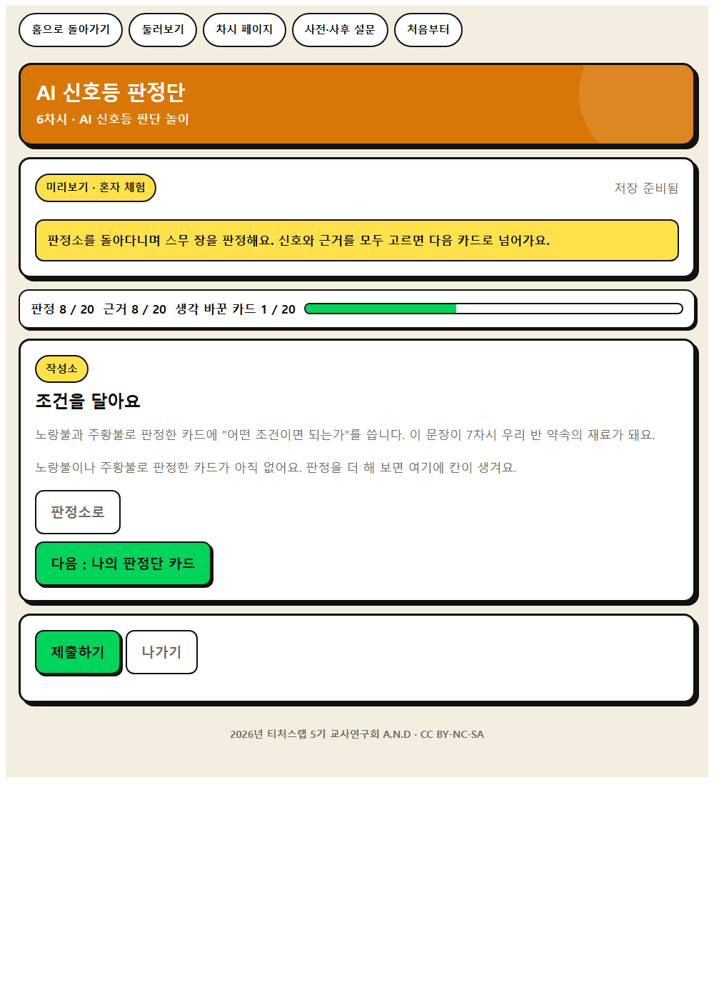 홈으로 돌아가기 둘러보기 차시 페이지 사전·사후 설문 처음부터
AI 신호등 판정단
6차시 · AI 신호등 판단 놀이
미리보기 · 혼자 체험 저장 준비됨
판정소를 돌아다니며 스무 장을 판정해요. 신호와 근거를 모두 고르면 다음 카드로 넘어가요.
판정 8 / 20 근거 8 / 20 생각 바꾼 카드 1 / 20
작성소
조건을 달아요
노랑불과 주황불로 판정한 카드에 "어떤 조건이면 되는가"를 씁니다. 이 문장이 7차시 우리 반 약속의 재료가 돼요.
노랑불이나 주황불로 판정한 카드가 아직 없어요. 판정을 더 해 보면 여기에 칸이 생겨요.
판정소로
다음 : 나의 판정단 카드
제출하기 나가기
2026년 티처스랩 5기 교사연구회 A.N.D · CC BY-NC-SA